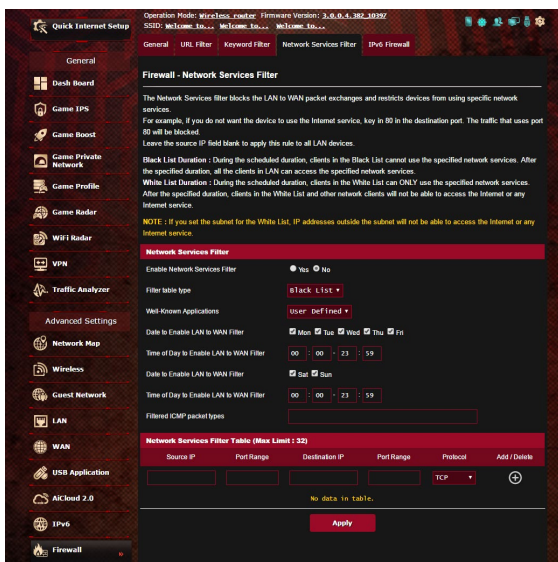 Quick Internet Setup
Operation Mode: Wireless router Firmware Version: 3.0.0.4.382_10397
SSID: Welcome to... Welcome to... Welcome to...
General URL Filter Keyword Filter Network Services Filter IPv6 Firewall
General
Dash Board
Game IPS
Game Boost
Game Private
Network
Game Profile
Game Radar
WiFi Radar
VPN
Traffic Analyzer
Advanced Settings
Network Map
Wireless
Guest Network
LAN
WAN
USB Application
AiCloud 2.0
IPv6
Firewall »
Firewall - Network Services Filter
The Network Services filter blocks the LAN to WAN packet exchanges and restricts devices from using specific network
services.
For example, if you do not want the device to use the Internet service, key in 80 in the destination port. The traffic that uses port
80 will be blocked.
Leave the source IP field blank to apply this rule to all LAN devices.
Black List Duration : During the scheduled duration, clients in the Black List cannot use the specified network services. After
the specified duration, all the clients in LAN can access the specified network services.
White List Duration : During the scheduled duration, clients in the White List can ONLY use the specified network services.
After the specified duration, clients in the White List and other network clients will not be able to access the Internet or any
Internet service.
NOTE : If you set the subnet for the White List, IP addresses outside the subnet will not be able to access the Internet or any
Internet service.
Network Services Filter
Enable Network Services Filter Yes No
Filter table type Black List
Well-Known Applications User Defined
Date to Enable LAN to WAN Filter Mon Tue Wed Thu Fri
Time of Day to Enable LAN to WAN Filter 00 : 00 - 23 : 59
Date to Enable LAN to WAN Filter Sat Sun
Time of Day to Enable LAN to WAN Filter 00 : 00 - 23 : 59
Filtered ICMP packet types
Network Services Filter Table (Max Limit : 32)
Source IP Port Range Destination IP Port Range Protocol Add / Delete
TCP
No data in table.
Apply